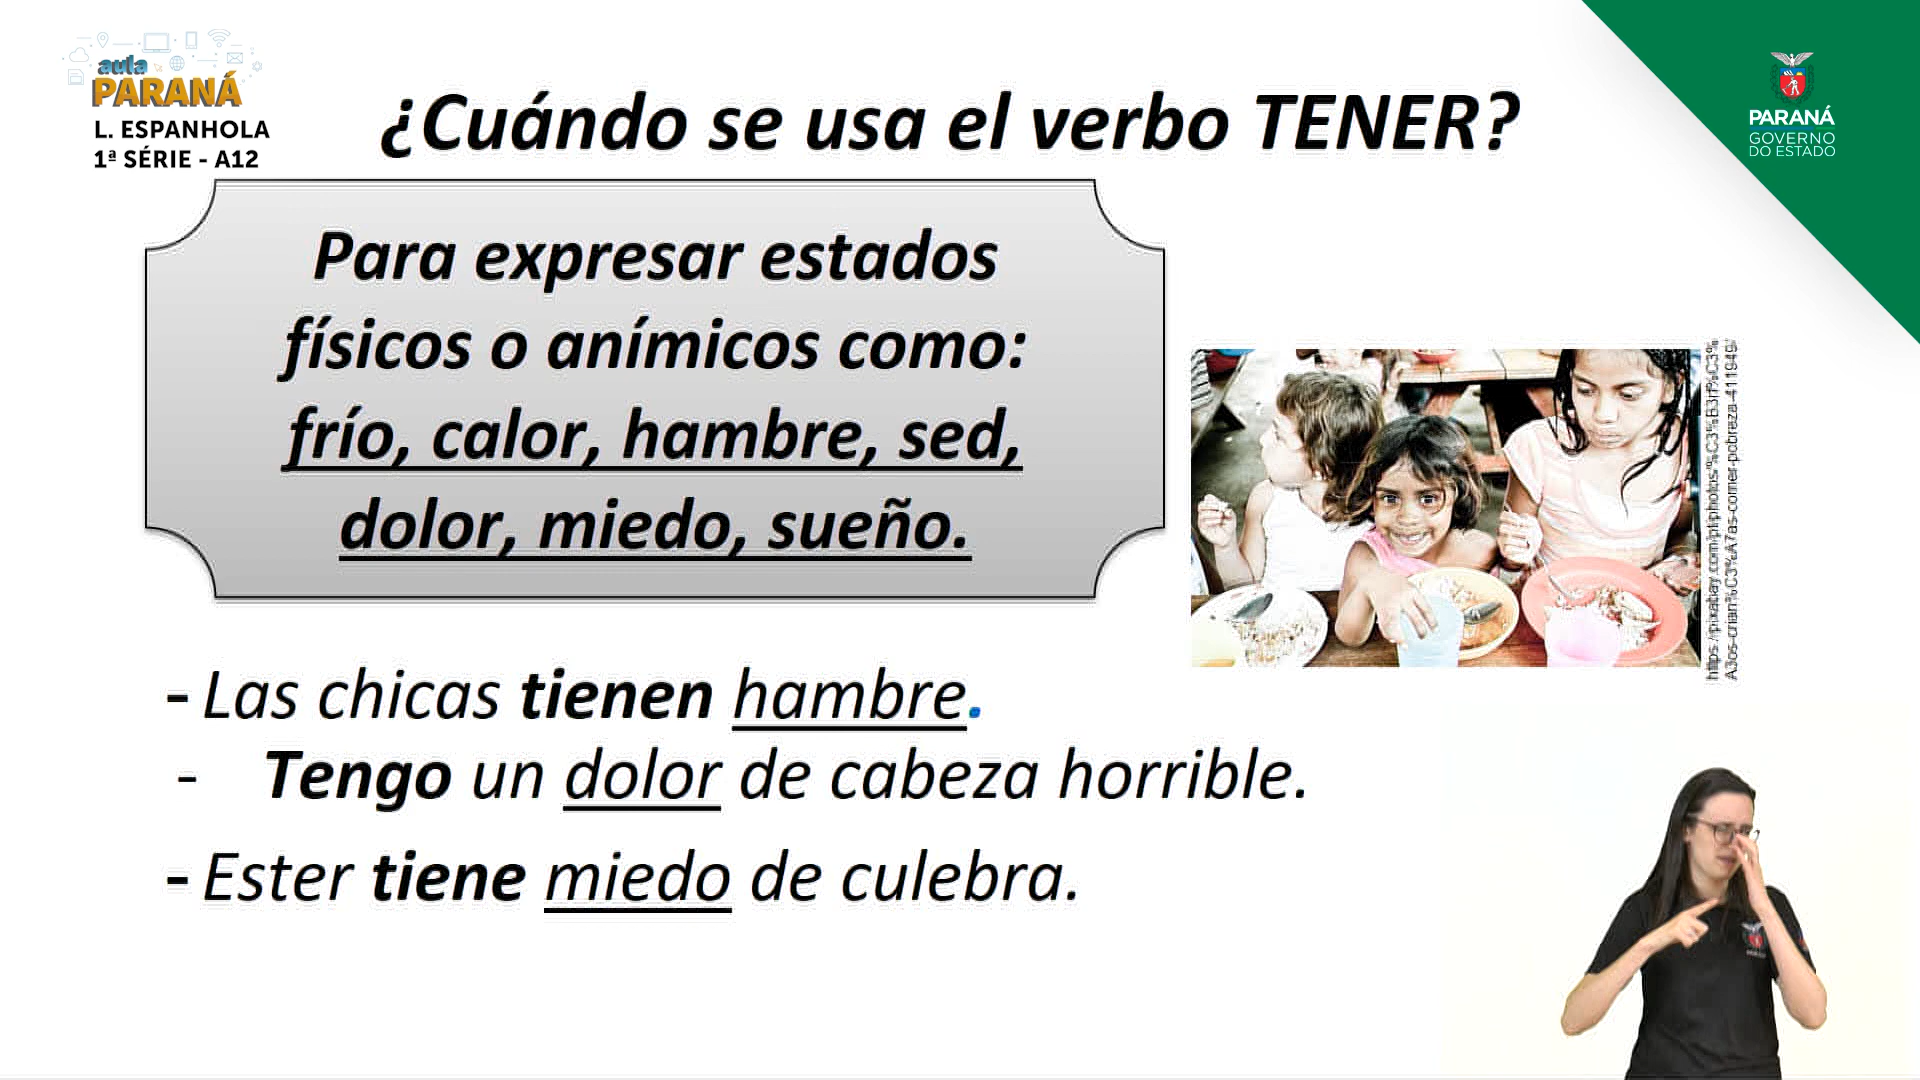 aula
PARANÁ
L. ESPANHOLA
1ª SÉRIE - A12
¿Cuándo se usa el verbo TENER?
PARANÁ
GOVERNO
DO ESTADO
Para expresar estados
físicos o anímicos como:
frío, calor, hambre, sed,
dolor, miedo, sueño.
- Las chicas tienen hambre.
- Tengo un dolor de cabeza horrible.
- Ester tiene miedo de culebra.